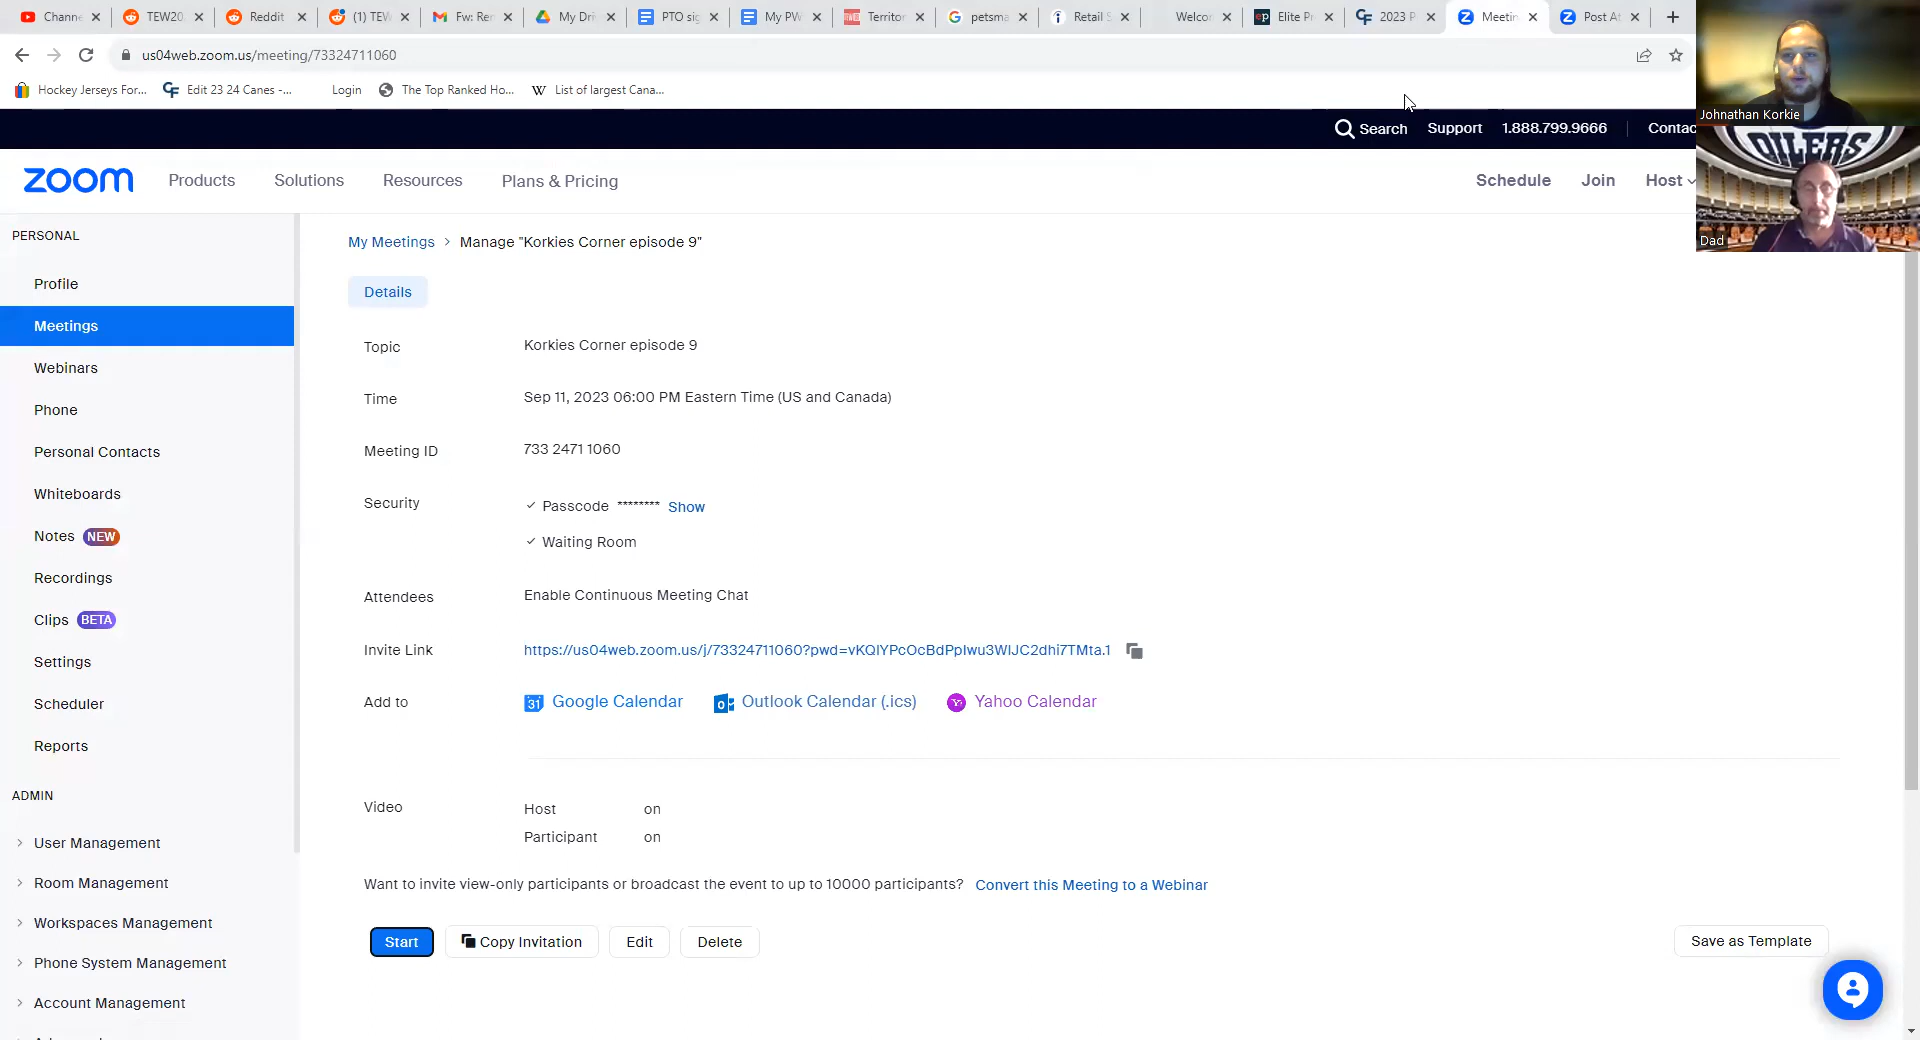 Channe
TEW20
Reddit
(1) TEW
Fw: Rer
My Dri
PTO sig
My PW
Territor
petsma
Retail S
Welcor
Elite Pr
2023 P
Meetin
Post At
us04web.zoom.us/meeting/73324711060
Hockey Jerseys For...
Edit 23 24 Canes -...
Login
The Top Ranked Ho...
W List of largest Cana...
Search
Support
1.888.799.9666
Contac
Johnathan Korkie
OILERS
Dad
zoom
Products
Solutions
Resources
Plans & Pricing
Schedule
Join
Host
PERSONAL
Profile
Meetings
Webinars
Phone
Personal Contacts
Whiteboards
Notes NEW
Recordings
Clips BETA
Settings
Scheduler
Reports
ADMIN
User Management
Room Management
Workspaces Management
Phone System Management
Account Management
My Meetings > Manage "Korkies Corner episode 9"
Details
Topic Korkies Corner episode 9
Time Sep 11, 2023 06:00 PM Eastern Time (US and Canada)
Meeting ID 733 2471 1060
Security ✓ Passcode ******** Show
✓ Waiting Room
Attendees Enable Continuous Meeting Chat
Invite Link https://us04web.zoom.us/j/73324711060?pwd=vKQIYPcOcBdPpIwu3WIJC2dhi7TMta.1
Add to 31 Google Calendar Outlook Calendar (.ics) Yahoo Calendar
Video Host on
Participant on
Want to invite view-only participants or broadcast the event to up to 10000 participants? Convert this Meeting to a Webinar
Start
Copy Invitation
Edit
Delete
Save as Template